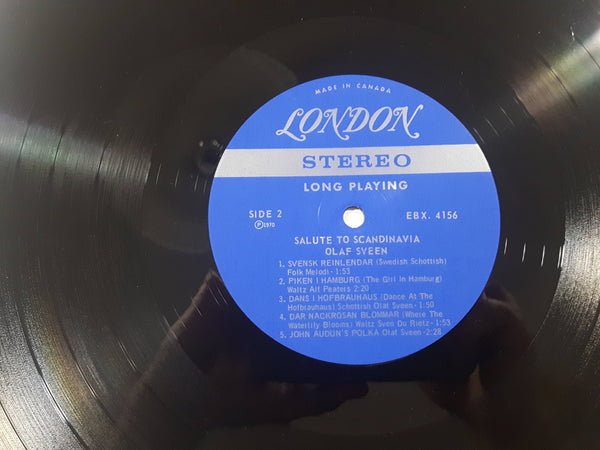 MADE IN CANADA
LONDON
STEREO
LONG PLAYING
SIDE 2
Ⓟ1970
EBX. 4156
SALUTE TO SCANDINAVIA
OLAF SVEEN
1. SVENSK REINLENDAR (Swedish Schottish)
Folk Melodi - 1:53
2. PIKEN I HAMBURG (The Girl in Hamburg)
Waltz Alf Peaters 2:20
3. DANS I HOFBRAUHAUS (Dance At The
Hofbrauhaus) Schottish Olaf Sveen - 1:50
4. DAR NACKROSAN BLOMMAR (Where The
Waterlily Blooms) Waltz Sven Du Rietz - 1:53
5. JOHN AUDUN'S POLKA Olaf Sveen - 2:28